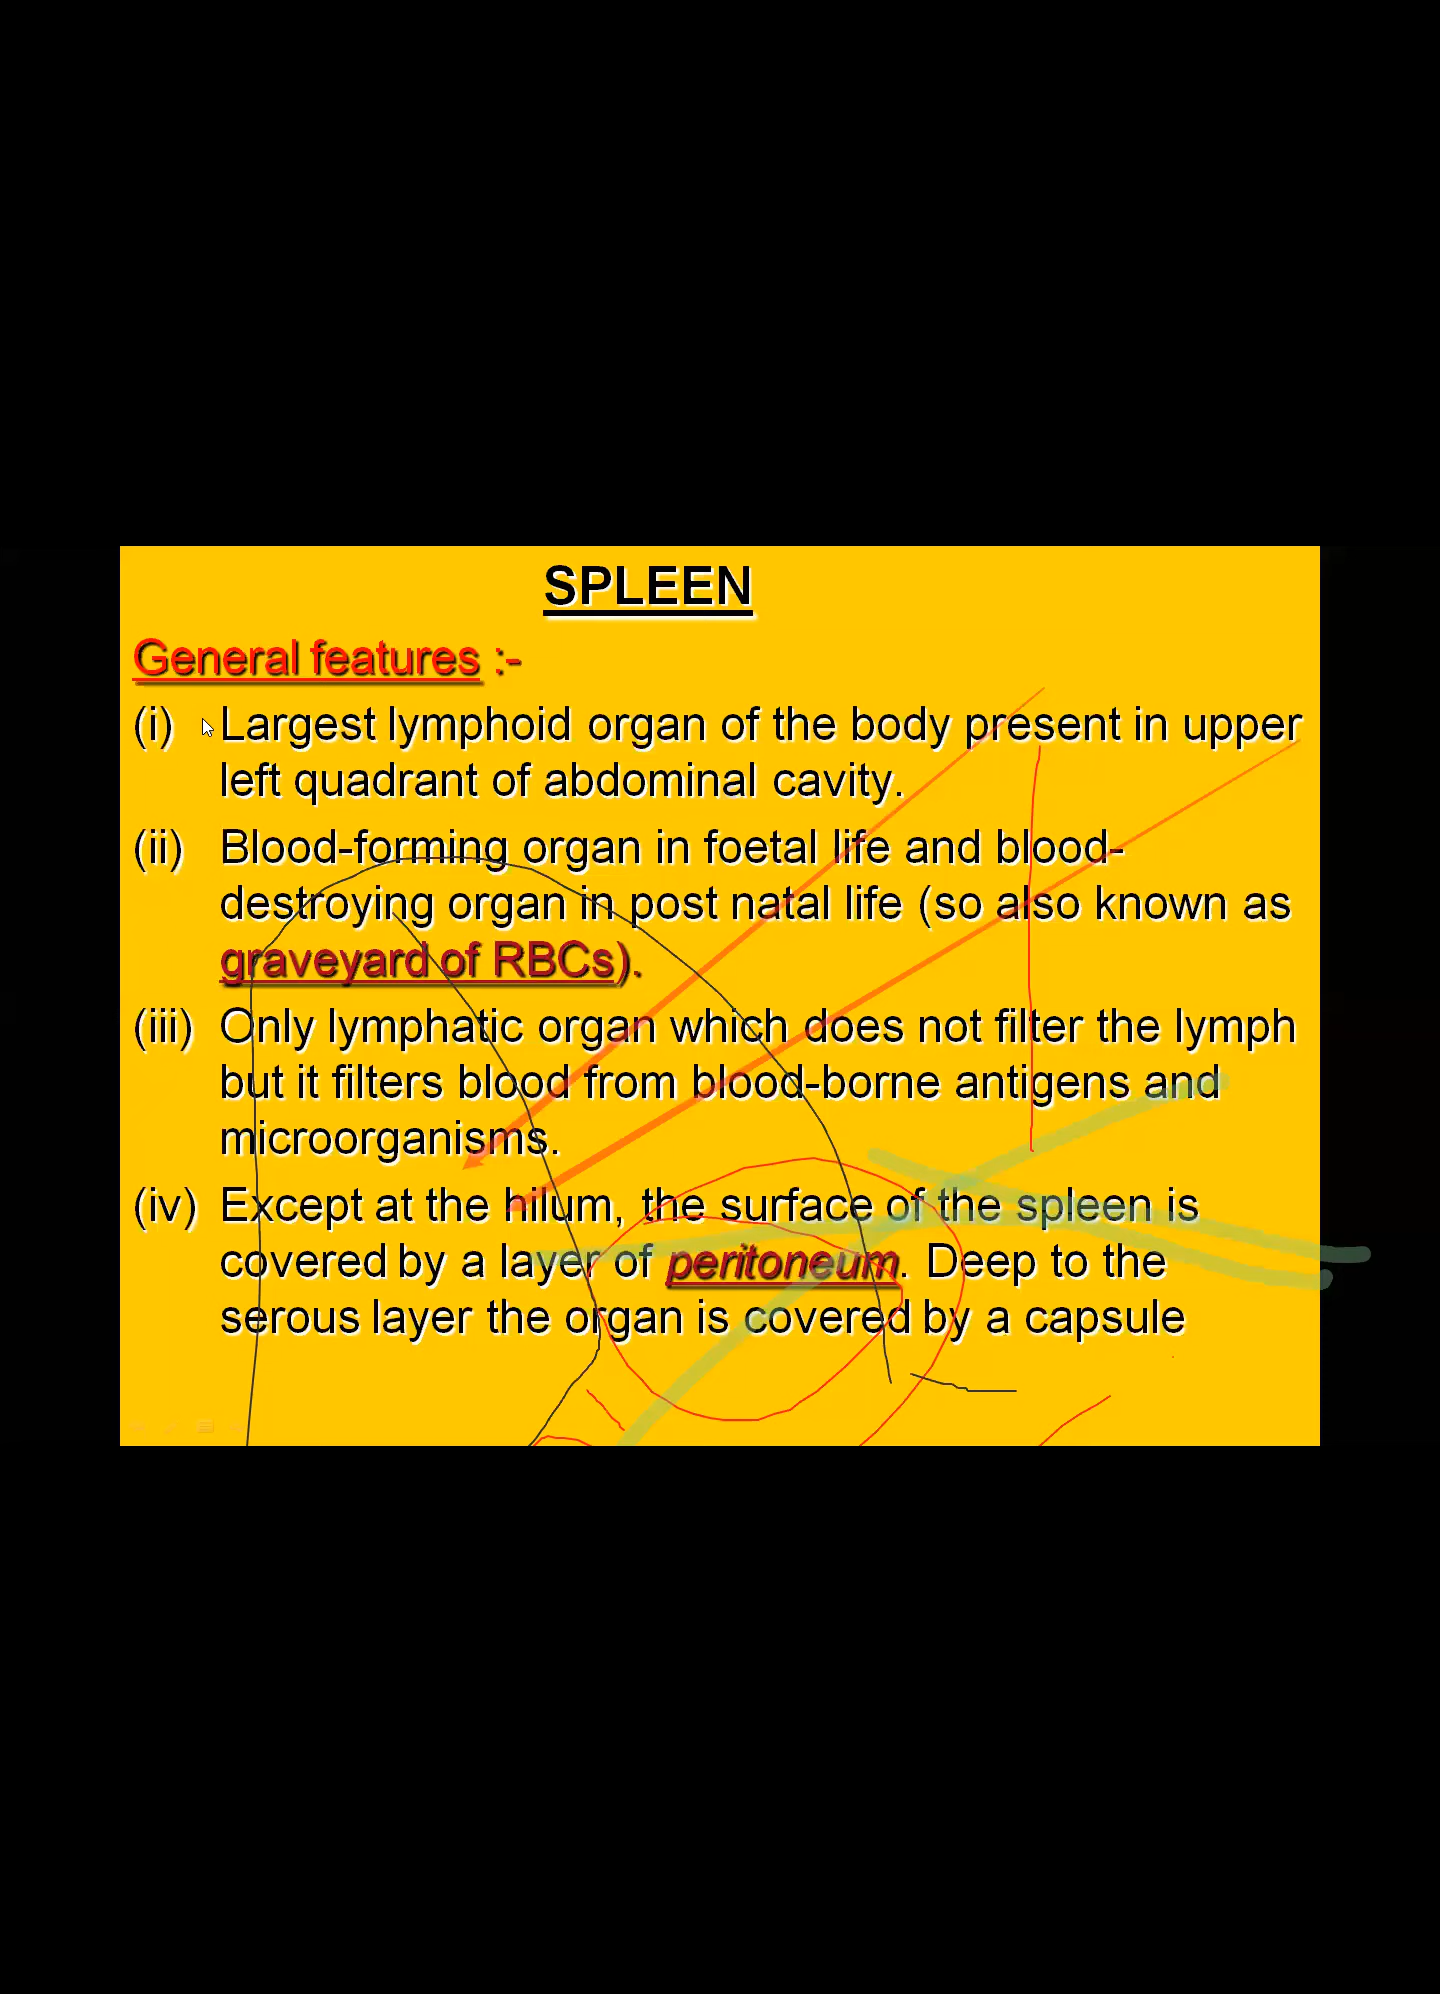 SPLEEN
General features :-
(i) Largest lymphoid organ of the body present in upper
left quadrant of abdominal cavity.
(ii) Blood-forming organ in foetal life and blood-
destroying organ in post natal life (so also known as
graveyard of RBCs).
(iii) Only lymphatic organ which does not filter the lymph
but it filters blood from blood-borne antigens and
microorganisms.
(iv) Except at the hilum, the surface of the spleen is
covered by a layer of peritoneum. Deep to the
serous layer the organ is covered by a capsule